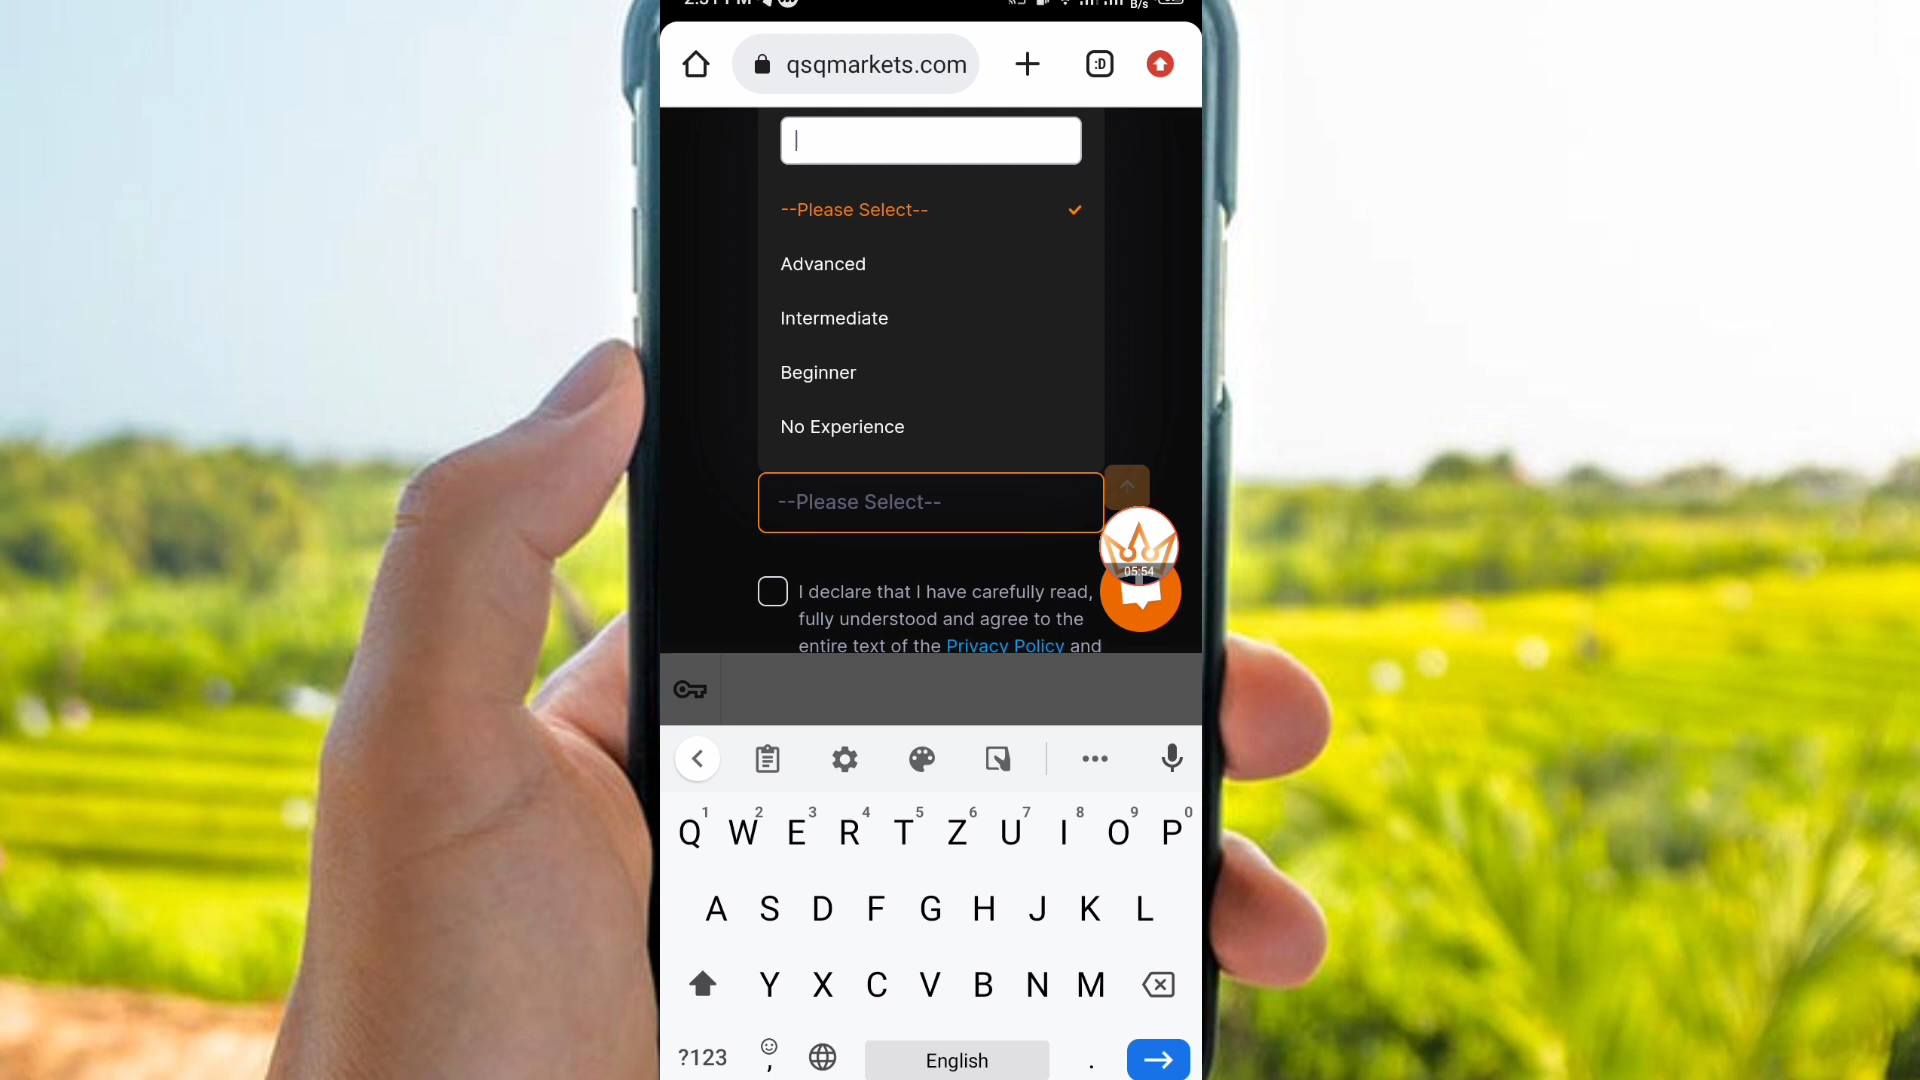 B/s
qsqmarkets.com
:D
--Please Select--
Advanced
Intermediate
Beginner
No Experience
--Please Select--
05:54
I declare that I have carefully read,
fully understood and agree to the
entire text of the Privacy Policy and
1 2 3 4 5 6 7 8 9 0
Q W E R T Z U I O P
A S D F G H J K L
Y X C V B N M
?123 , English .